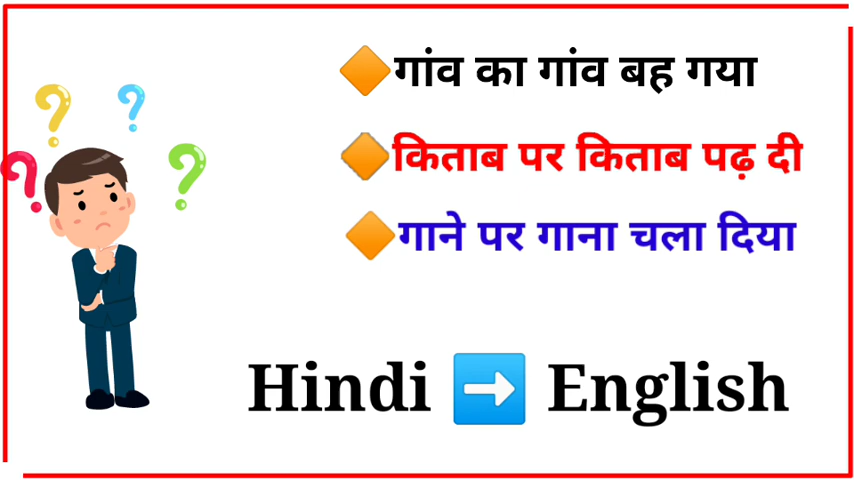 🔶गांव का गांव बह गया
🔶किताब पर किताब पढ़ दी
🔶गाने पर गाना चला दिया
Hindi ➡️ English